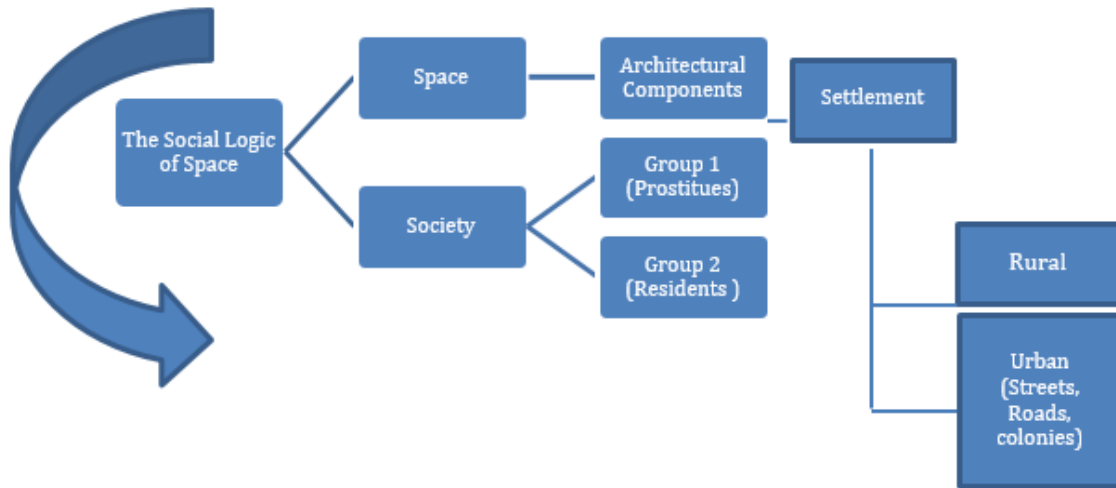 The Social Logic
of Space
Space
Architectural
Components
Settlement
Society
Group 1
(Prostitues)
Group 2
(Residents )
Rural
Urban
(Streets,
Roads,
colonies)